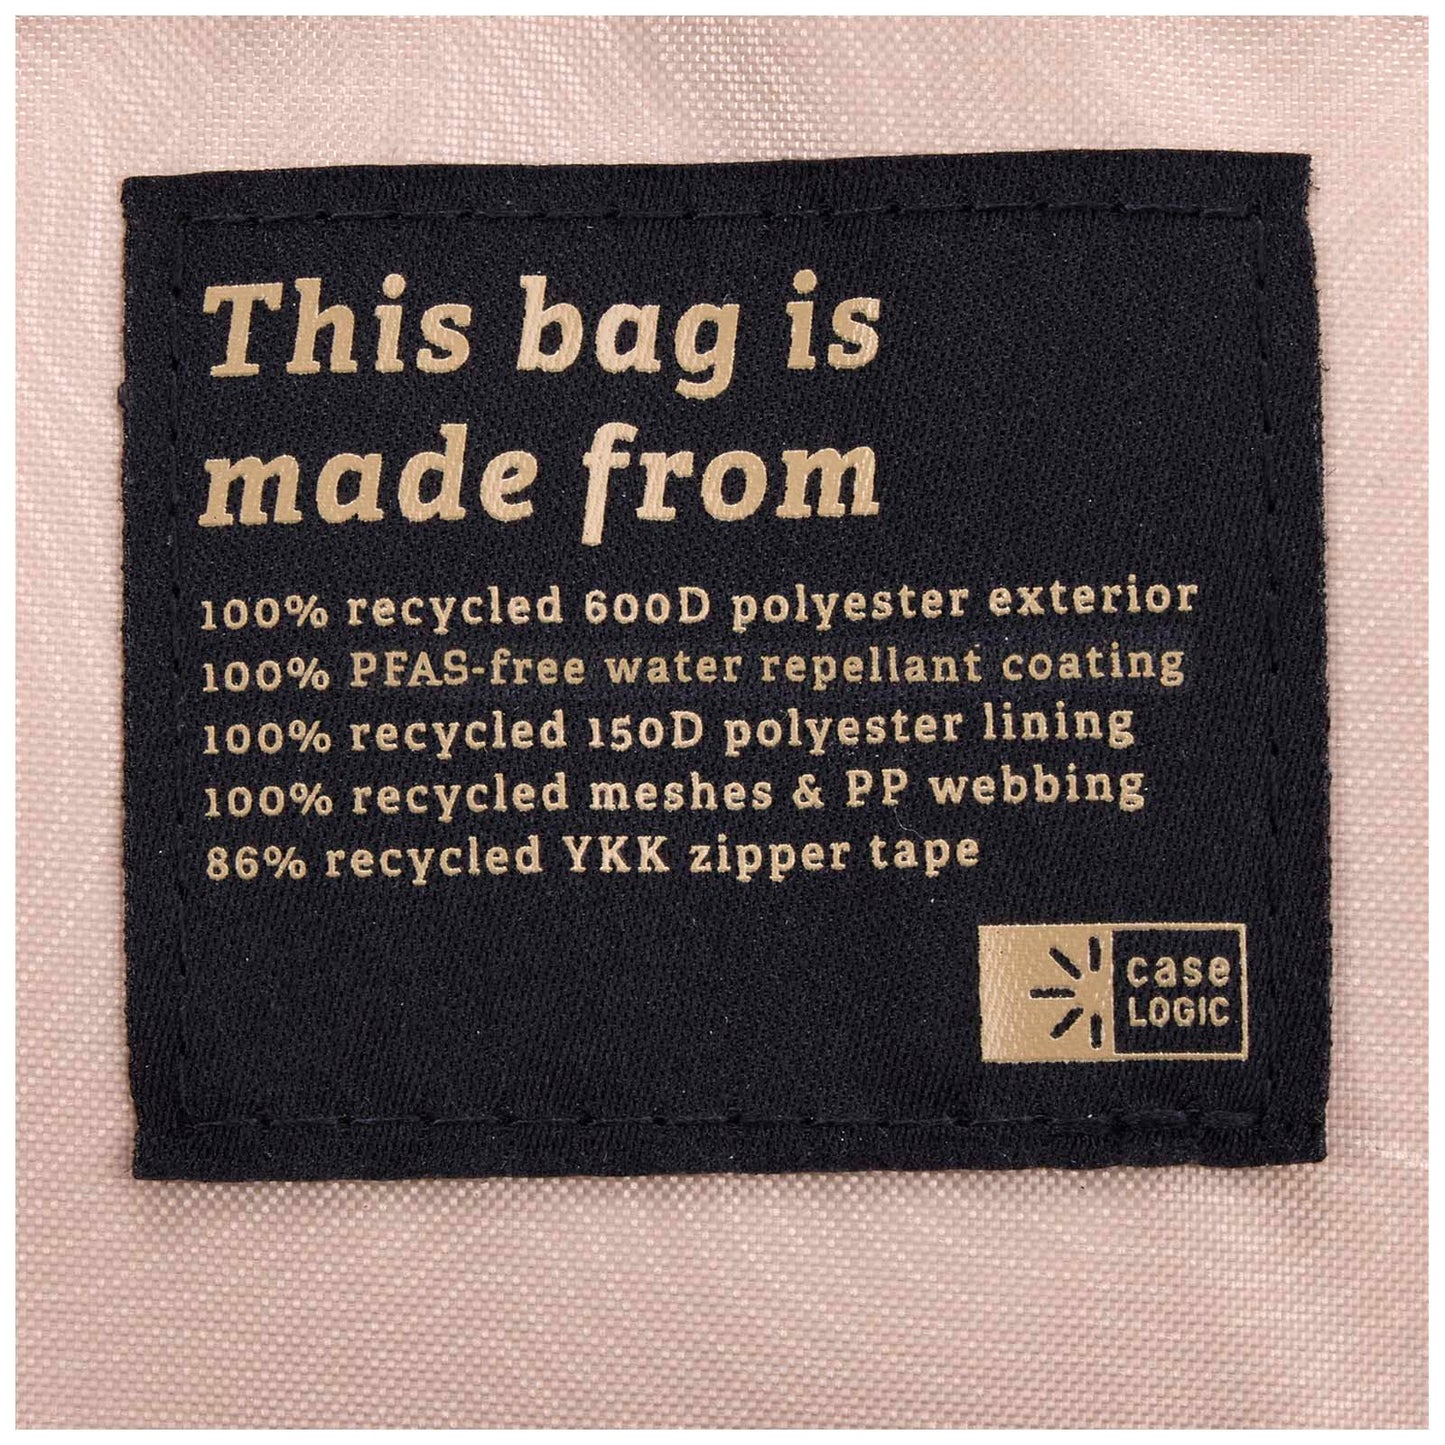 This bag is
made from
100% recycled 600D polyester exterior
100% PFAS-free water repellant coating
100% recycled 150D polyester lining
100% recycled meshes & PP webbing
86% recycled YKK zipper tape
case
LOGIC